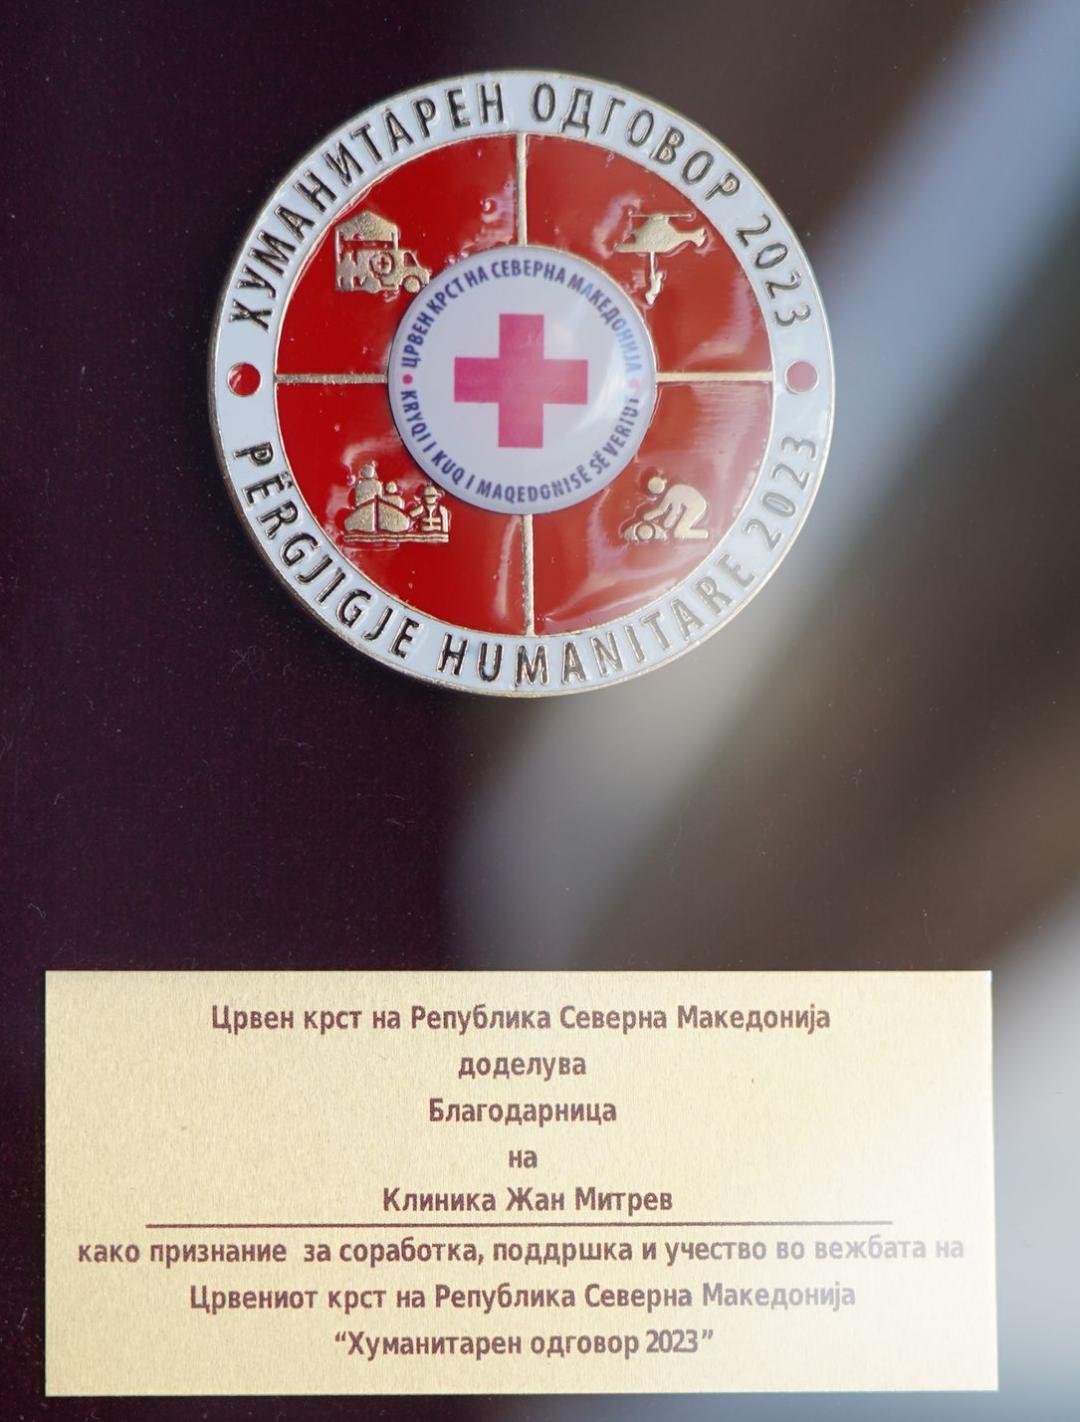 ХУМАНИТАРЕН ОДГОВОР 2023
ЦРВЕН КРСТ НА СЕВЕРНА МАКЕДОНИЈА
KRYQI I KUQ I MAQEDONISË SË VERIUT
PËRGJIGJE HUMANITARE 2023
Црвен крст на Република Северна Македонија
доделува
Благодарница
на
Клиника Жан Митрев
како признание за соработка, поддршка и учество во вежбата на
Црвениот крст на Република Северна Македонија
“Хуманитарен одговор 2023”